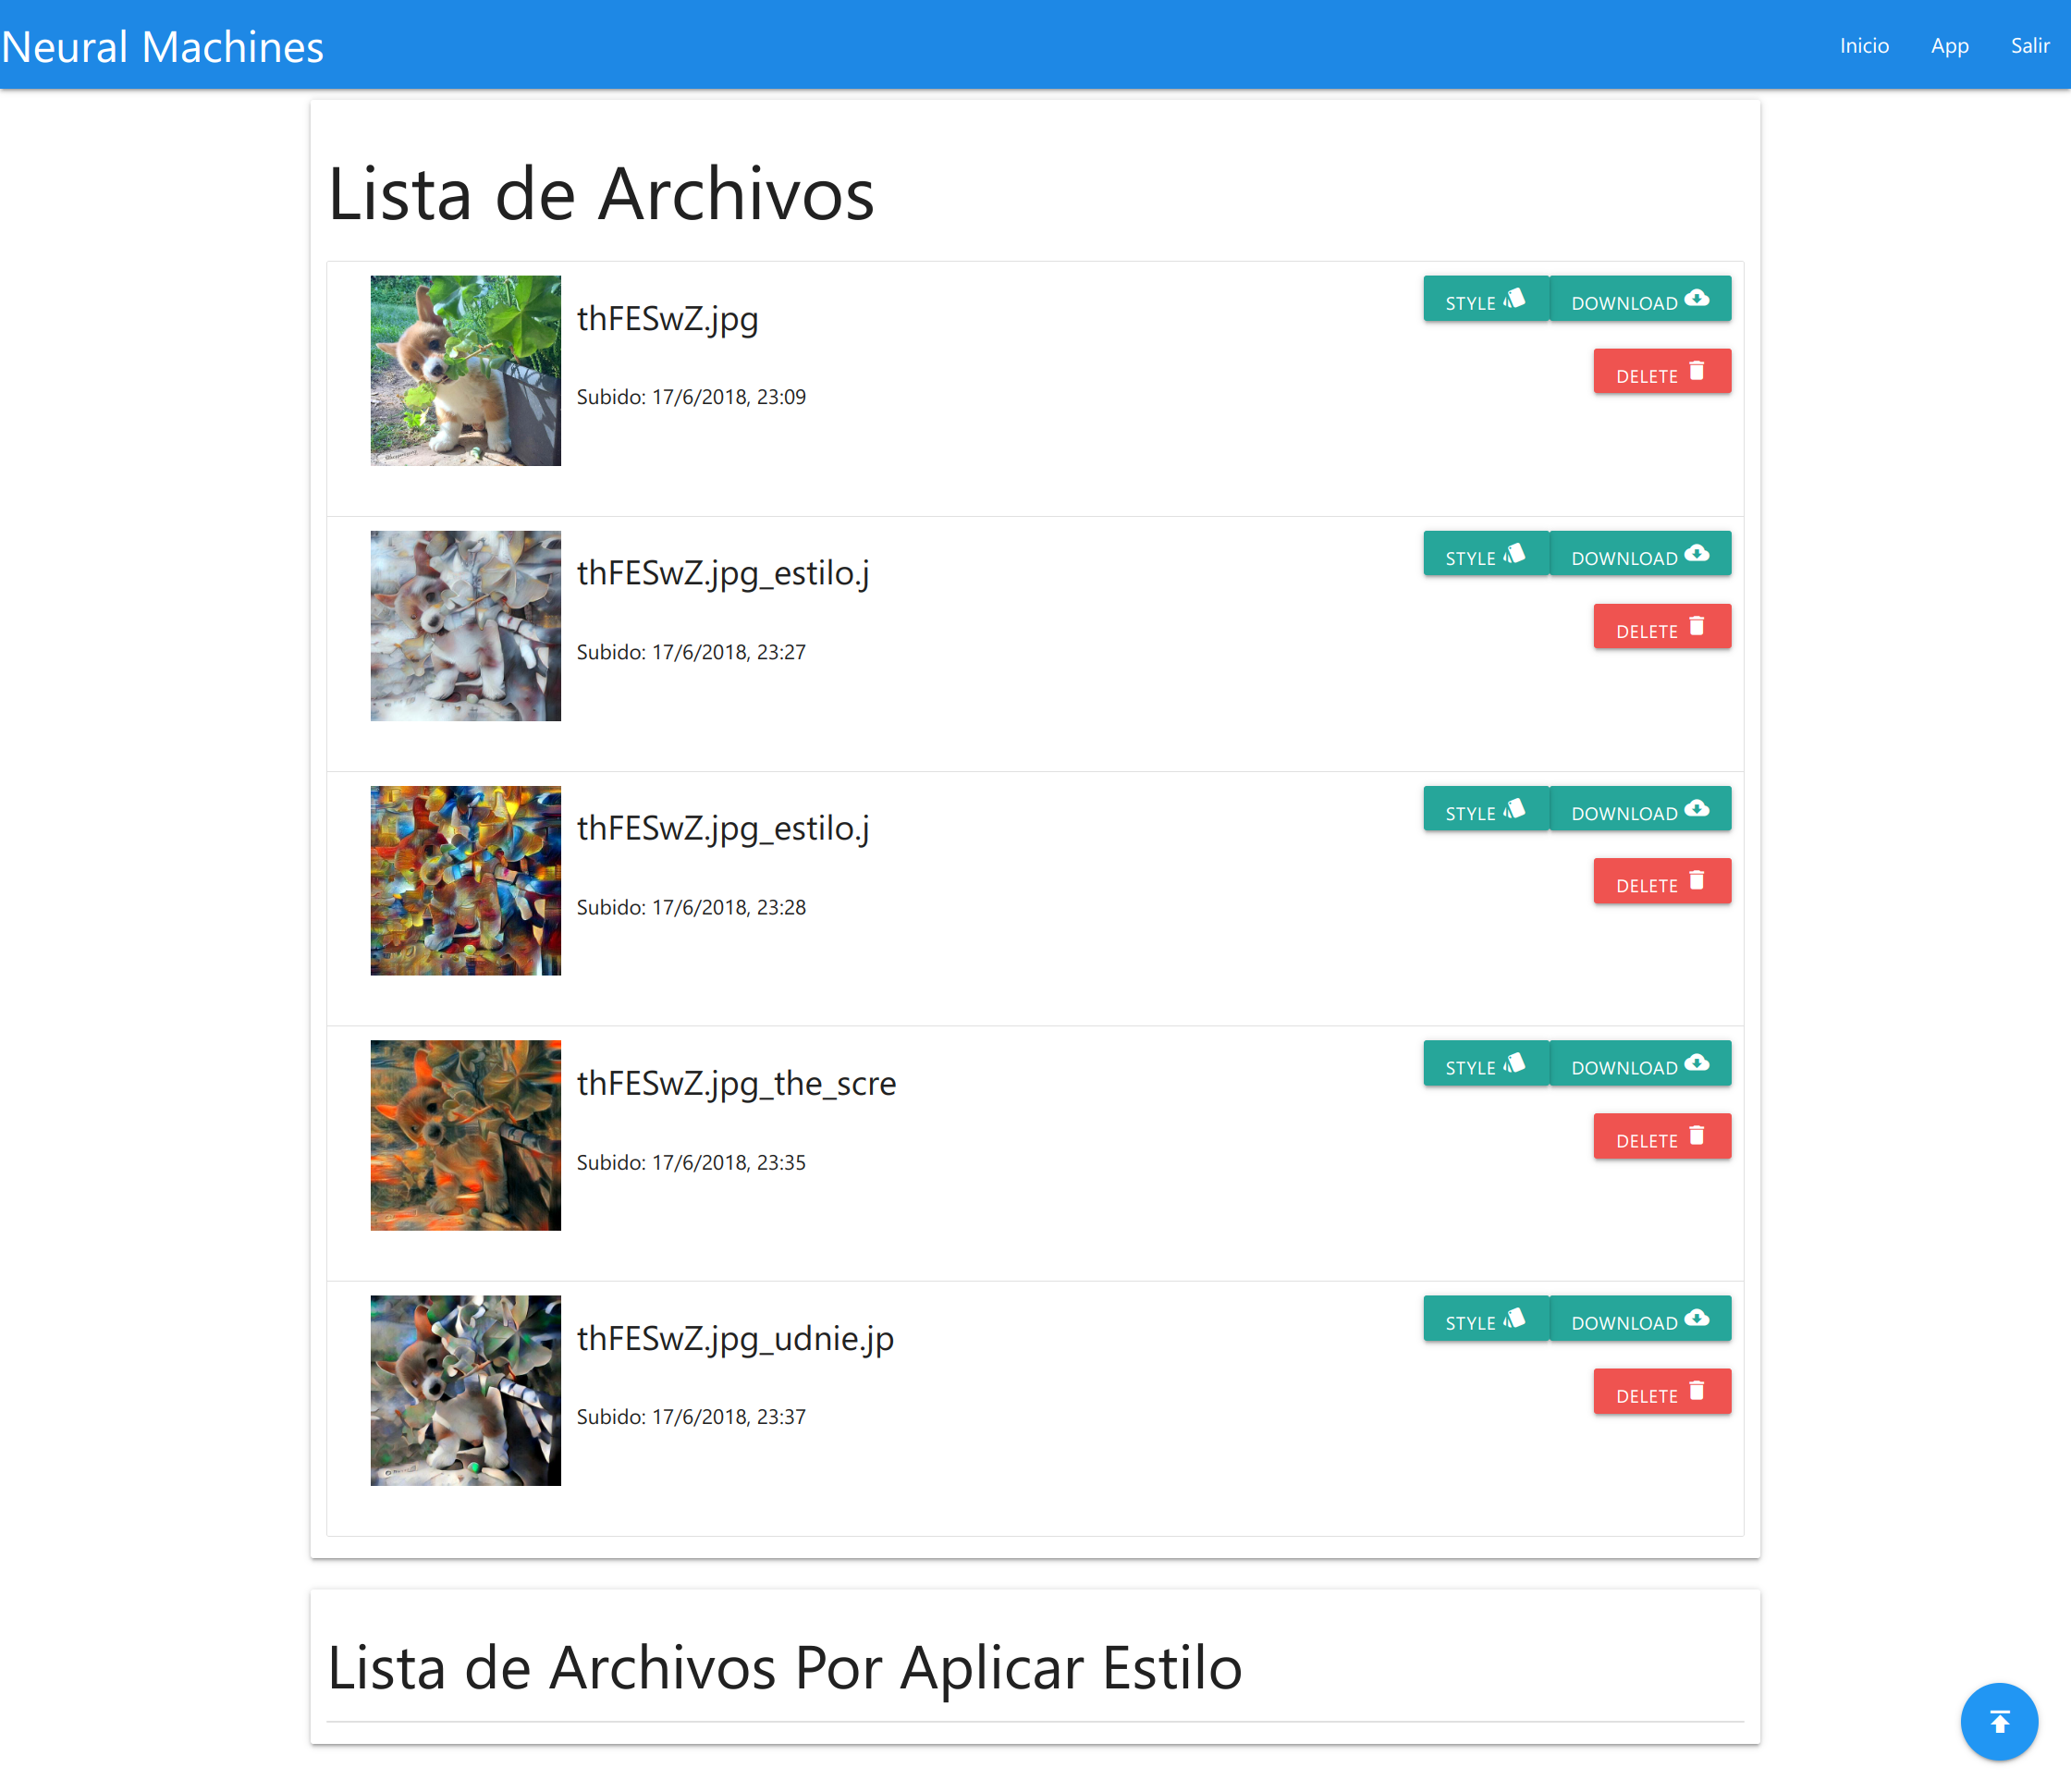 Neural Machines
Inicio App Salir
Lista de Archivos
thFESwZ.jpg
Subido: 17/6/2018, 23:09
STYLE DOWNLOAD
DELETE
thFESwZ.jpg_estilo.j
Subido: 17/6/2018, 23:27
STYLE DOWNLOAD
DELETE
thFESwZ.jpg_estilo.j
Subido: 17/6/2018, 23:28
STYLE DOWNLOAD
DELETE
thFESwZ.jpg_the_scre
Subido: 17/6/2018, 23:35
STYLE DOWNLOAD
DELETE
thFESwZ.jpg_udnie.jp
Subido: 17/6/2018, 23:37
STYLE DOWNLOAD
DELETE
Lista de Archivos Por Aplicar Estilo